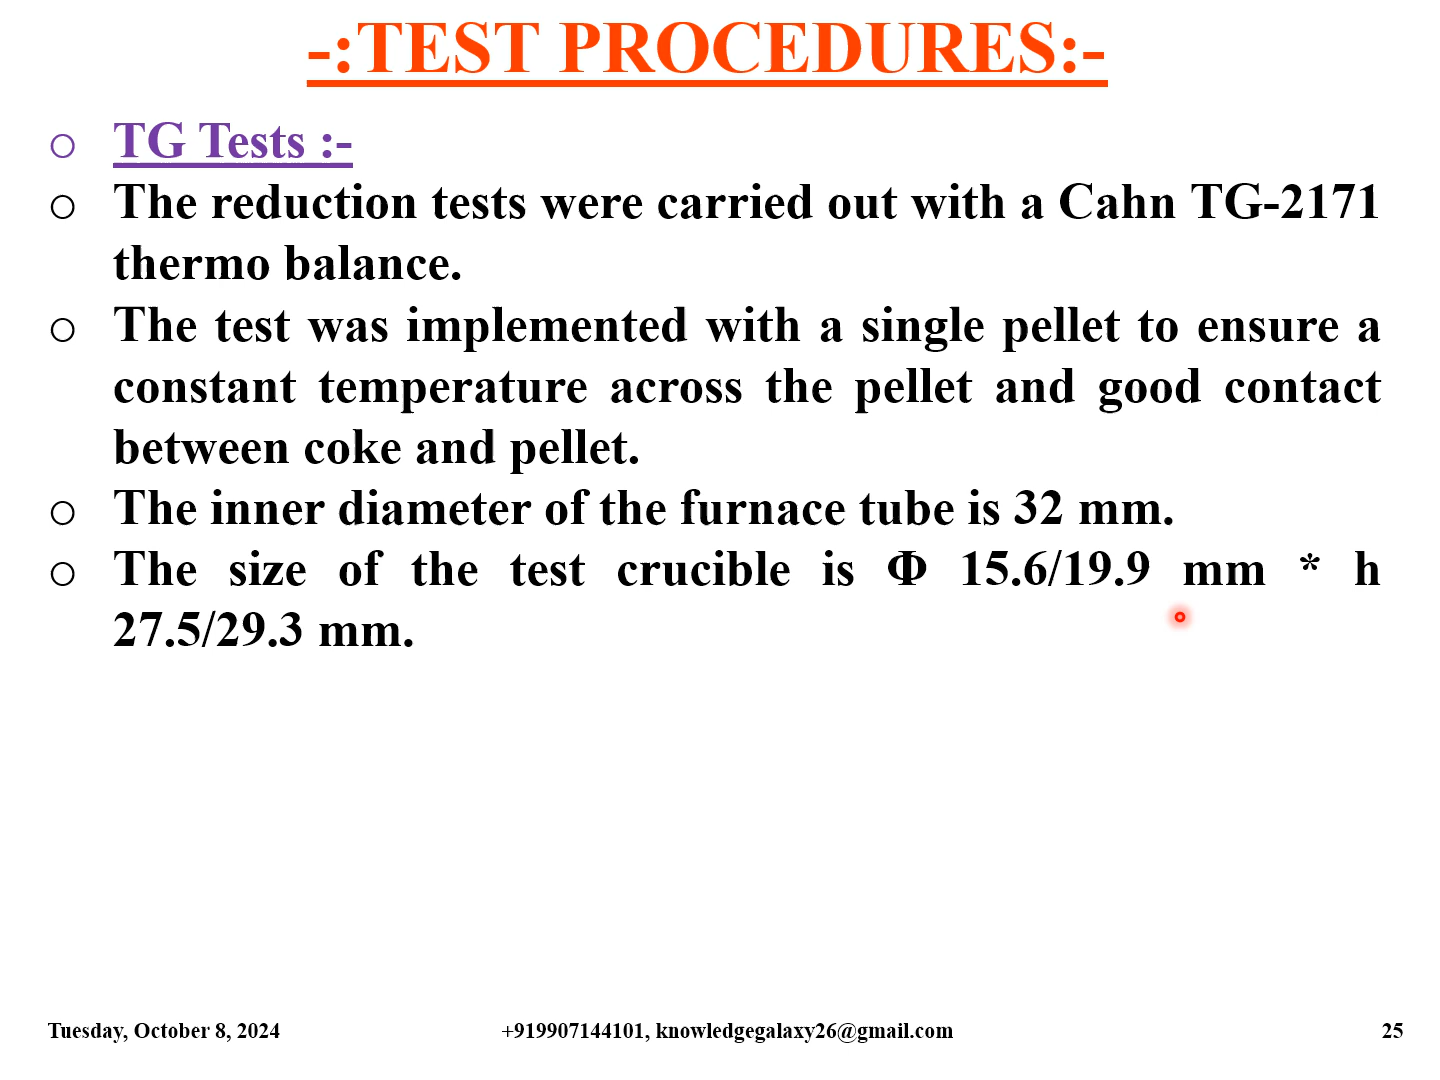 -:TEST PROCEDURES:-
o TG Tests :-
o The reduction tests were carried out with a Cahn TG-2171
thermo balance.
o The test was implemented with a single pellet to ensure a
constant temperature across the pellet and good contact
between coke and pellet.
o The inner diameter of the furnace tube is 32 mm.
o The size of the test crucible is Φ 15.6/19.9 mm * h
27.5/29.3 mm.
Tuesday, October 8, 2024 +919907144101, knowledgegalaxy26@gmail.com 25